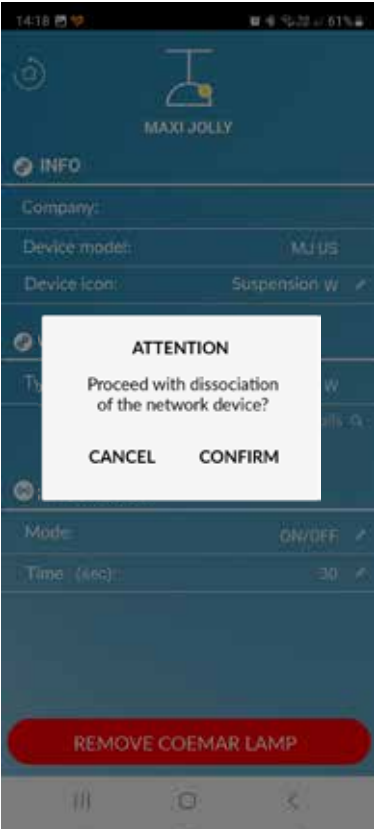 14:18
61%
MAXI JOLLY
INFO
Company:
Device model: MJ US
Device icon: Suspension W
ATTENTION
Proceed with dissociation
of the network device?
CANCEL CONFIRM
W
Mode: ON/OFF
Time (sec): 30
REMOVE COEMAR LAMP